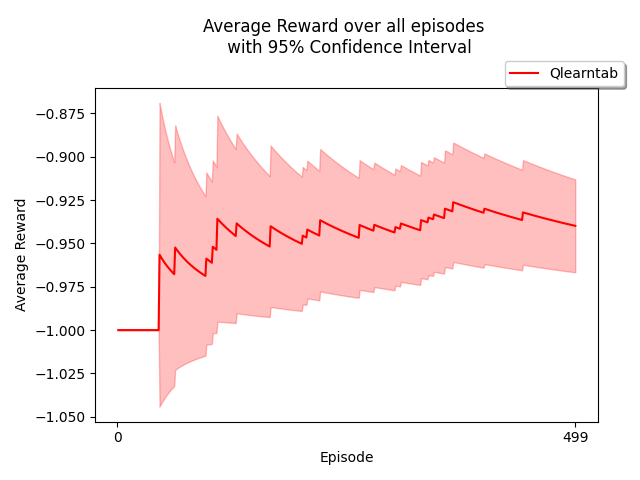 Average Reward over all episodes
with 95% Confidence Interval
Qlearntab
−0.875
−0.900
−0.925
−0.950
−0.975
−1.000
−1.025
−1.050
Average Reward
0
499
Episode